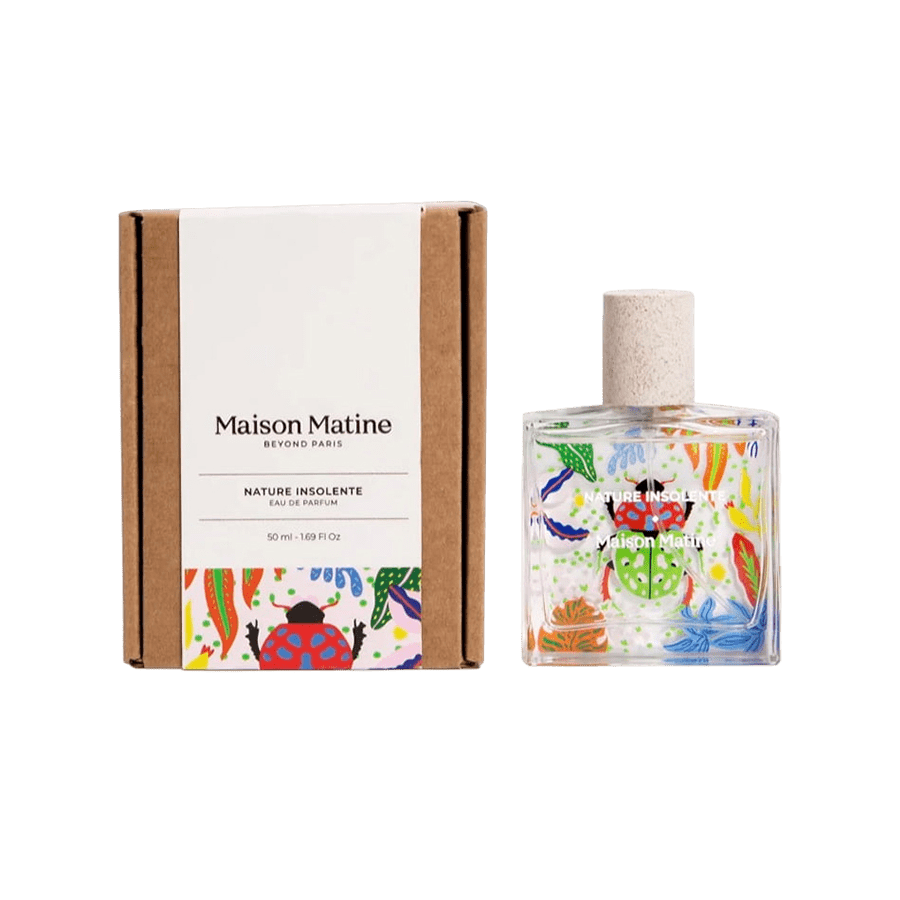 Maison Matine
BEYOND PARIS
NATURE INSOLENTE
EAU DE PARFUM
50 ml - 1.69 Fl Oz
NATURE INSOLENTE
Maison Matine